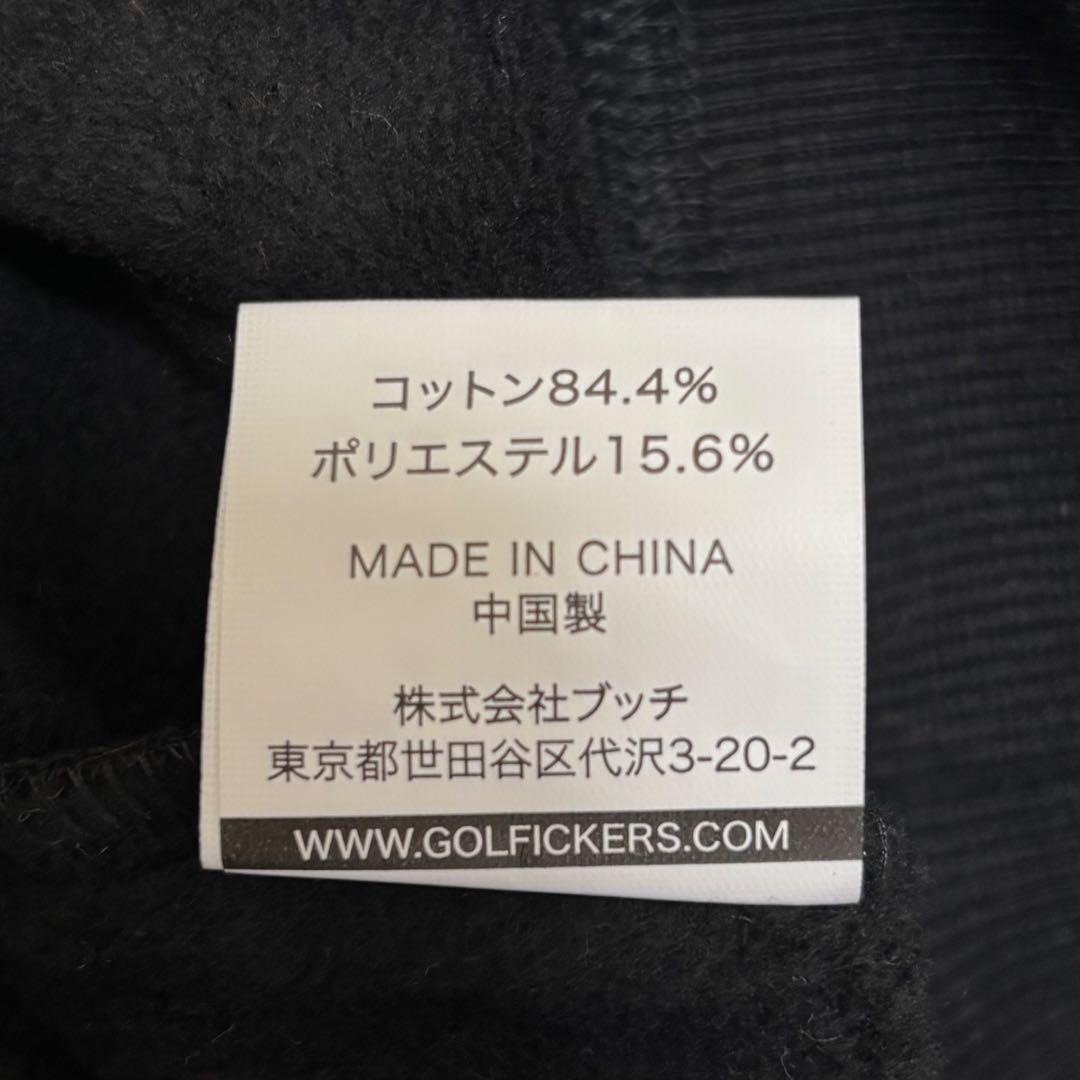 コットン84.4%
ポリエステル15.6%
MADE IN CHINA
中国製
株式会社ブッチ
東京都世田谷区代沢3-20-2
WWW.GOLFICKERS.COM